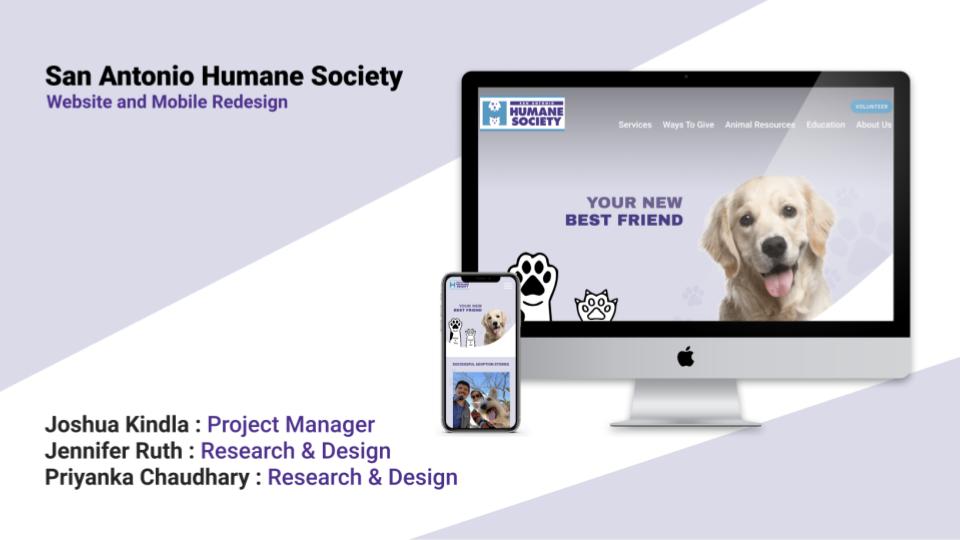 San Antonio Humane Society
Website and Mobile Redesign
SAN ANTONIO
HUMANE
SOCIETY
VOLUNTEER
Services Ways To Give Animal Resources Education About Us
YOUR NEW
BEST FRIEND
HUMANE
SOCIETY
YOUR NEW
BEST FRIEND
SUCCESSFUL ADOPTION STORIES
Joshua Kindla : Project Manager
Jennifer Ruth : Research & Design
Priyanka Chaudhary : Research & Design